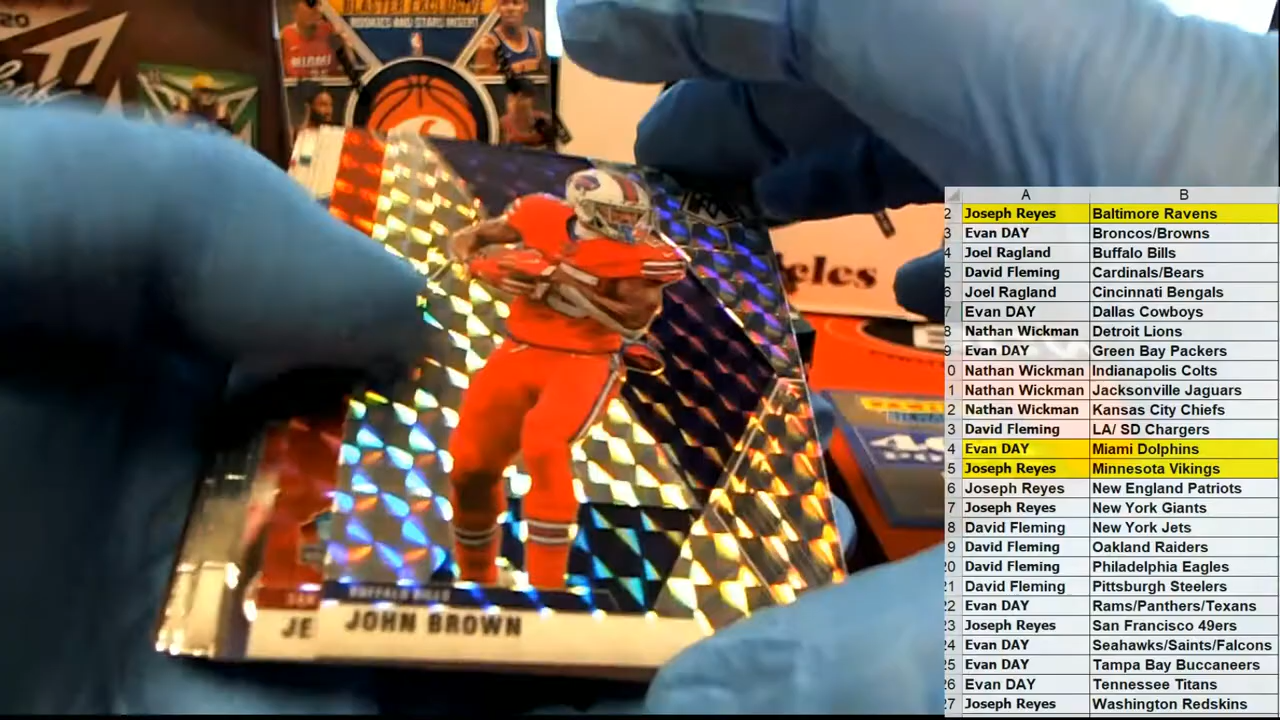 20
BLASTER EXCLUSIVE
ROOKIES AND STARS INSERT
MIAMI
eles
BUFFALO BILLS
JOHN BROWN
JE
A B
2 Joseph Reyes Baltimore Ravens
3 Evan DAY Broncos/Browns
4 Joel Ragland Buffalo Bills
5 David Fleming Cardinals/Bears
6 Joel Ragland Cincinnati Bengals
7 Evan DAY Dallas Cowboys
8 Nathan Wickman Detroit Lions
9 Evan DAY Green Bay Packers
0 Nathan Wickman Indianapolis Colts
1 Nathan Wickman Jacksonville Jaguars
2 Nathan Wickman Kansas City Chiefs
3 David Fleming LA/ SD Chargers
4 Evan DAY Miami Dolphins
5 Joseph Reyes Minnesota Vikings
6 Joseph Reyes New England Patriots
7 Joseph Reyes New York Giants
8 David Fleming New York Jets
9 David Fleming Oakland Raiders
20 David Fleming Philadelphia Eagles
21 David Fleming Pittsburgh Steelers
22 Evan DAY Rams/Panthers/Texans
23 Joseph Reyes San Francisco 49ers
24 Evan DAY Seahawks/Saints/Falcons
25 Evan DAY Tampa Bay Buccaneers
26 Evan DAY Tennessee Titans
27 Joseph Reyes Washington Redskins